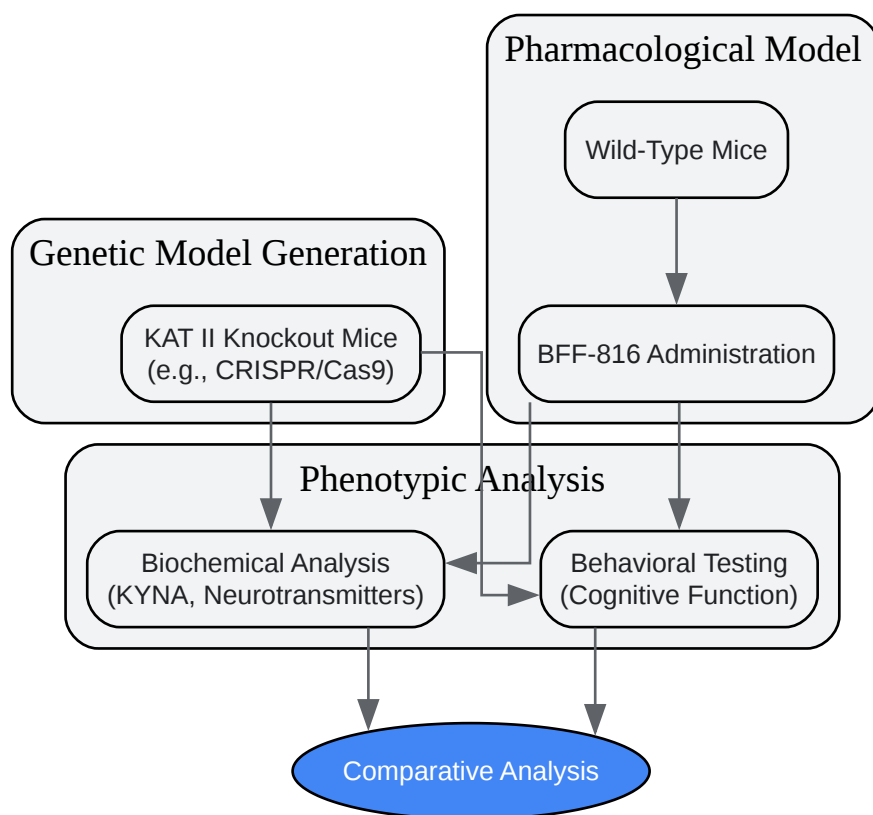 Pharmacological Model
Wild-Type Mice
Genetic Model Generation
KAT II Knockout Mice
(e.g., CRISPR/Cas9)
BFF-816 Administration
Phenotypic Analysis
Biochemical Analysis
(KYNA, Neurotransmitters)
Behavioral Testing
(Cognitive Function)
Comparative Analysis